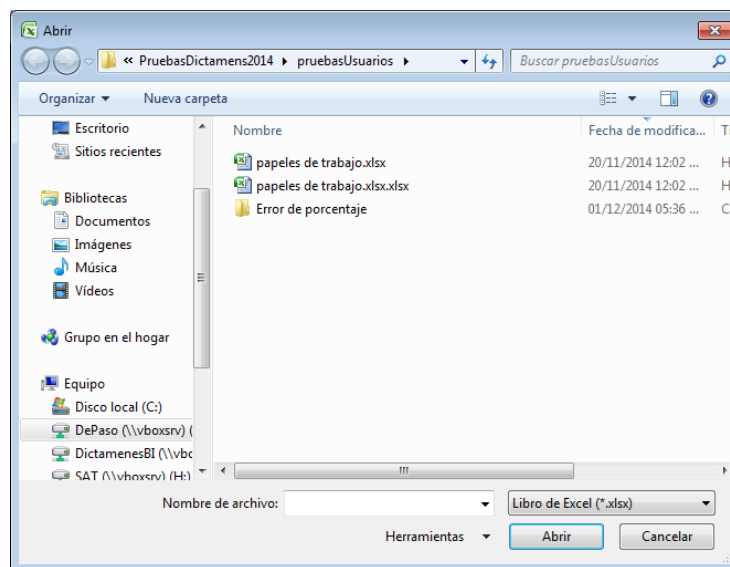 Abrir
« PruebasDictamens2014 ▸ pruebasUsuarios ▸
Buscar pruebasUsuarios
Organizar ▾ Nueva carpeta
Escritorio
Sitios recientes
Bibliotecas
Documentos
Imágenes
Música
Vídeos
Grupo en el hogar
Equipo
Disco local (C:)
DePaso (\\vboxsrv) (
DictamenesBI (\\vbc
SAT (\\vboxsrv) (H:)
Nombre Fecha de modifica... T
papeles de trabajo.xlsx 20/11/2014 12:02 ... H
papeles de trabajo.xlsx.xlsx 20/11/2014 12:02 ... H
Error de porcentaje 01/12/2014 05:36 ... C
Nombre de archivo: Libro de Excel (*.xlsx)
Herramientas ▾ Abrir Cancelar